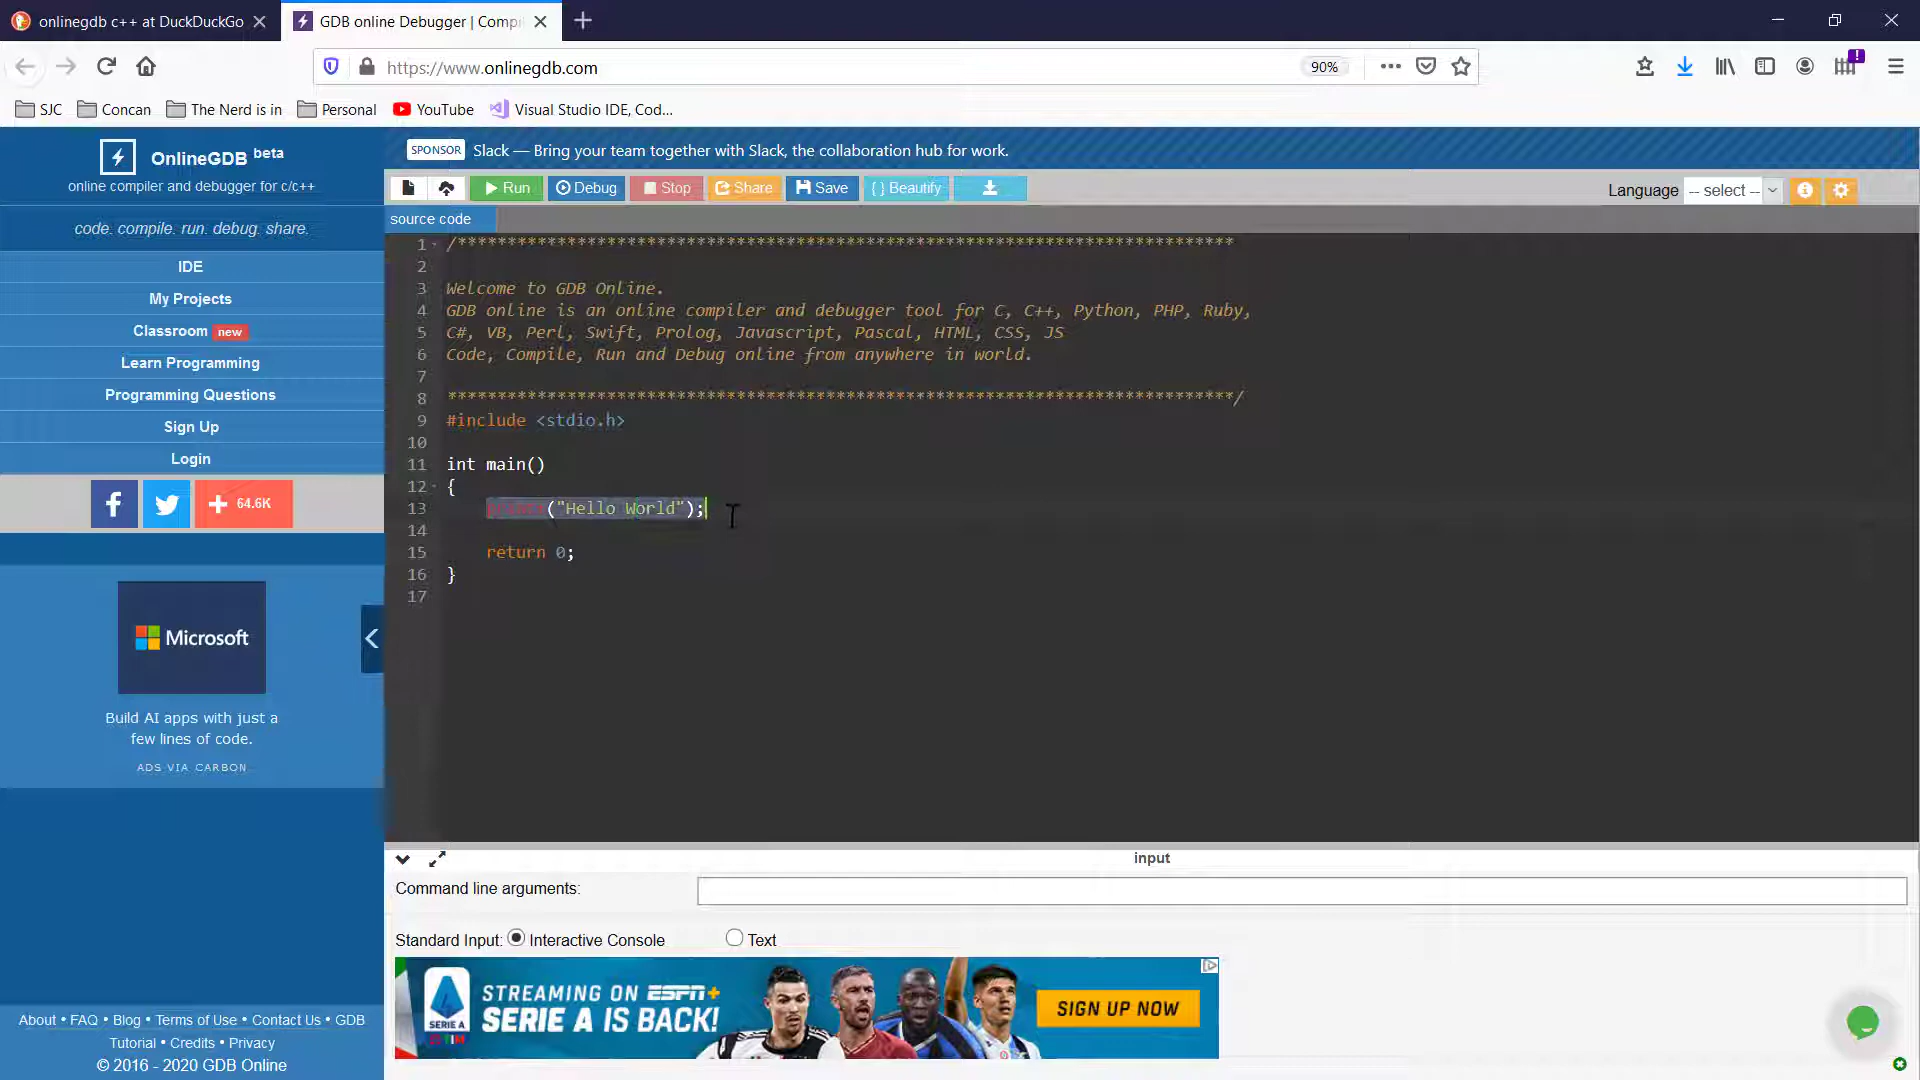 onlinegdb c++ at DuckDuckGo
GDB online Debugger | Compi
https://www.onlinegdb.com
90%
SJC
Concan
The Nerd is in
Personal
YouTube
Visual Studio IDE, Cod...
OnlineGDB beta
online compiler and debugger for c/c++
code. compile. run. debug. share.
IDE
My Projects
Classroom new
Learn Programming
Programming Questions
Sign Up
Login
f
+ 64.6K
Microsoft
Build AI apps with just a
few lines of code.
ADS VIA CARBON
About • FAQ • Blog • Terms of Use • Contact Us • GDB
Tutorial • Credits • Privacy
© 2016 - 2020 GDB Online
SPONSOR Slack — Bring your team together with Slack, the collaboration hub for work.
Run Debug Stop Share Save { } Beautify
Language -- select --
source code
1 /******************************************************************************
2
3 Welcome to GDB Online.
4 GDB online is an online compiler and debugger tool for C, C++, Python, PHP, Ruby,
5 C#, VB, Perl, Swift, Prolog, Javascript, Pascal, HTML, CSS, JS
6 Code, Compile, Run and Debug online from anywhere in world.
7
8 *******************************************************************************/
9 #include <stdio.h>
10
11 int main()
12 {
13 printf("Hello World");
14
15 return 0;
16 }
17
input
Command line arguments:
Standard Input: Interactive Console Text
SERIE A
TIM
STREAMING ON ESPN+
SERIE A IS BACK!
SIGN UP NOW